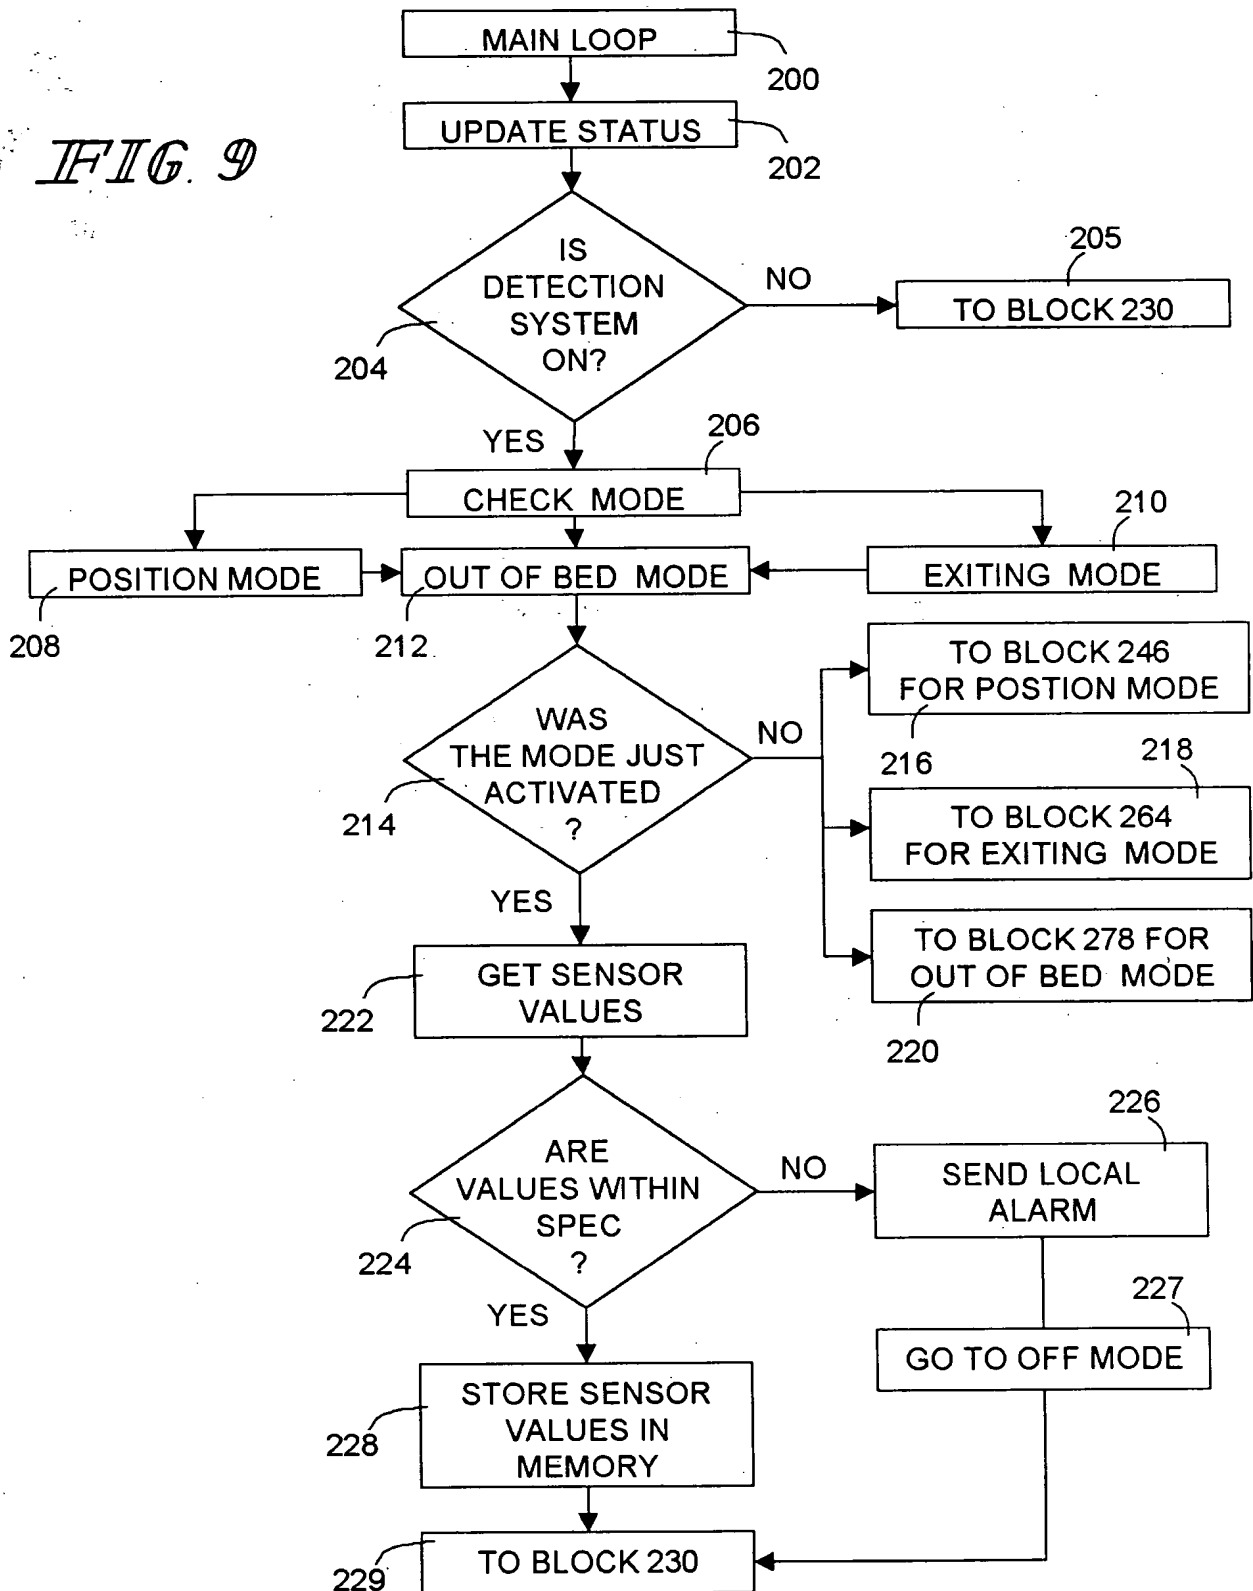 MAIN LOOP
200
UPDATE STATUS
202
FIG. 9
IS
DETECTION
SYSTEM
ON?
204
NO
205
TO BLOCK 230
YES
206
CHECK MODE
210
POSITION MODE
OUT OF BED MODE
EXITING MODE
208
212
TO BLOCK 246
FOR POSTION MODE
216
WAS
THE MODE JUST
ACTIVATED
?
214
NO
218
TO BLOCK 264
FOR EXITING MODE
YES
TO BLOCK 278 FOR
OUT OF BED MODE
220
GET SENSOR
VALUES
222
ARE
VALUES WITHIN
SPEC
?
224
NO
226
SEND LOCAL
ALARM
YES
227
GO TO OFF MODE
STORE SENSOR
VALUES IN
MEMORY
228
TO BLOCK 230
229